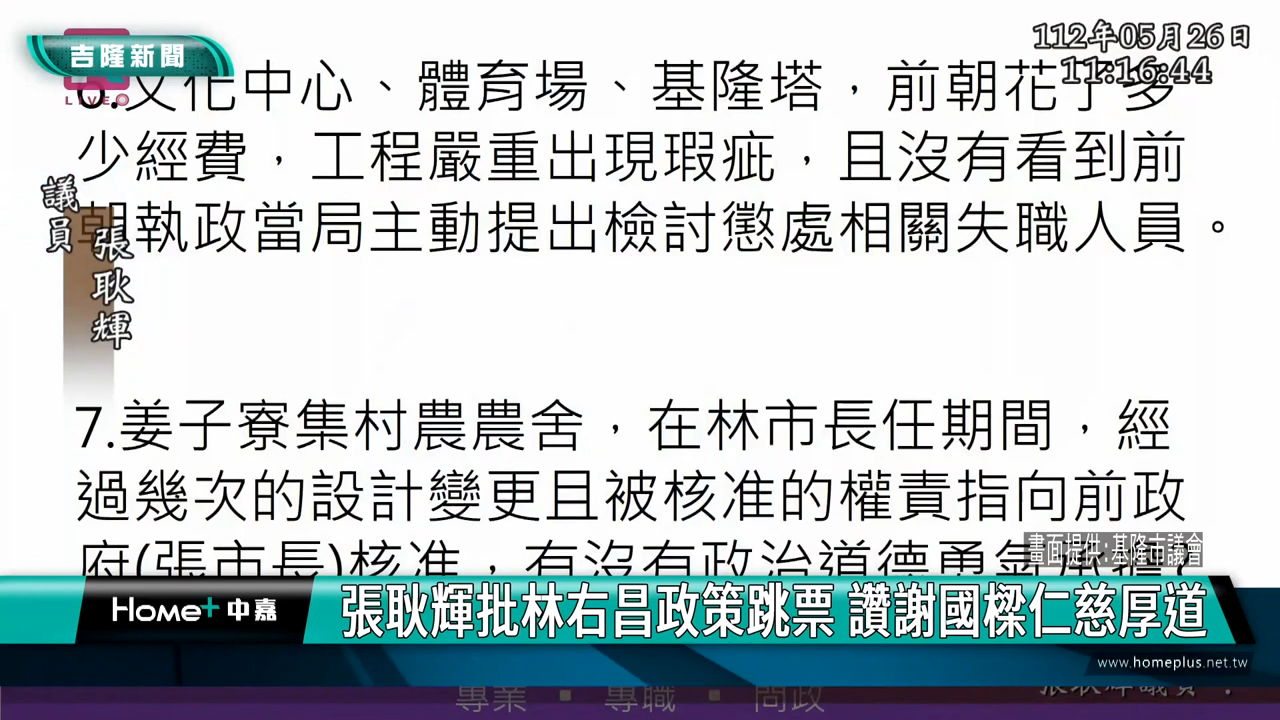 吉隆新聞
LIVE
112年05月26日
11:16:44
6.文化中心、體育場、基隆塔，前朝花了多
少經費，工程嚴重出現瑕疵，且沒有看到前
朝執政當局主動提出檢討懲處相關失職人員。
議員
張耿輝
7.姜子寮集村農農舍，在林市長任期間，經
過幾次的設計變更且被核准的權責指向前政
府(張市長)核准，有沒有政治道德勇氣承擔?
畫面提供:基隆市議會
Home+中嘉
張耿輝批林右昌政策跳票 讚謝國樑仁慈厚道
www.homeplus.net.tw
專業 ▪ 專職 ▪ 問政
張耿輝議員：